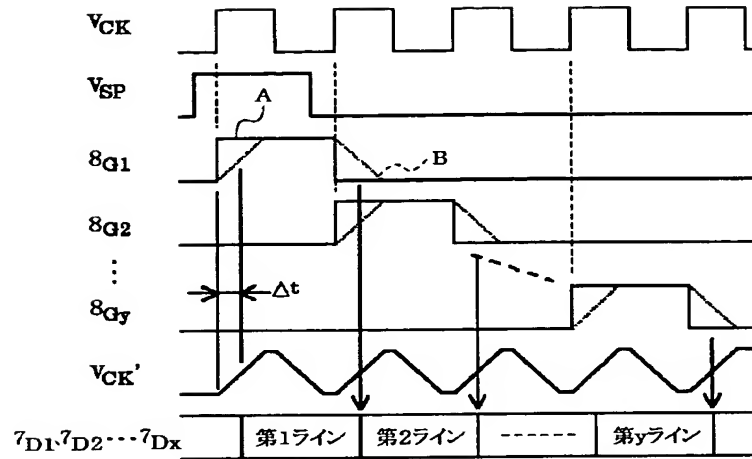 VCK
VSP
A
8G1
B
8G2
⋮
Δt
8Gy
VCK'
7D1、7D2・・・7Dx 第1ライン 第2ライン ----- 第yライン